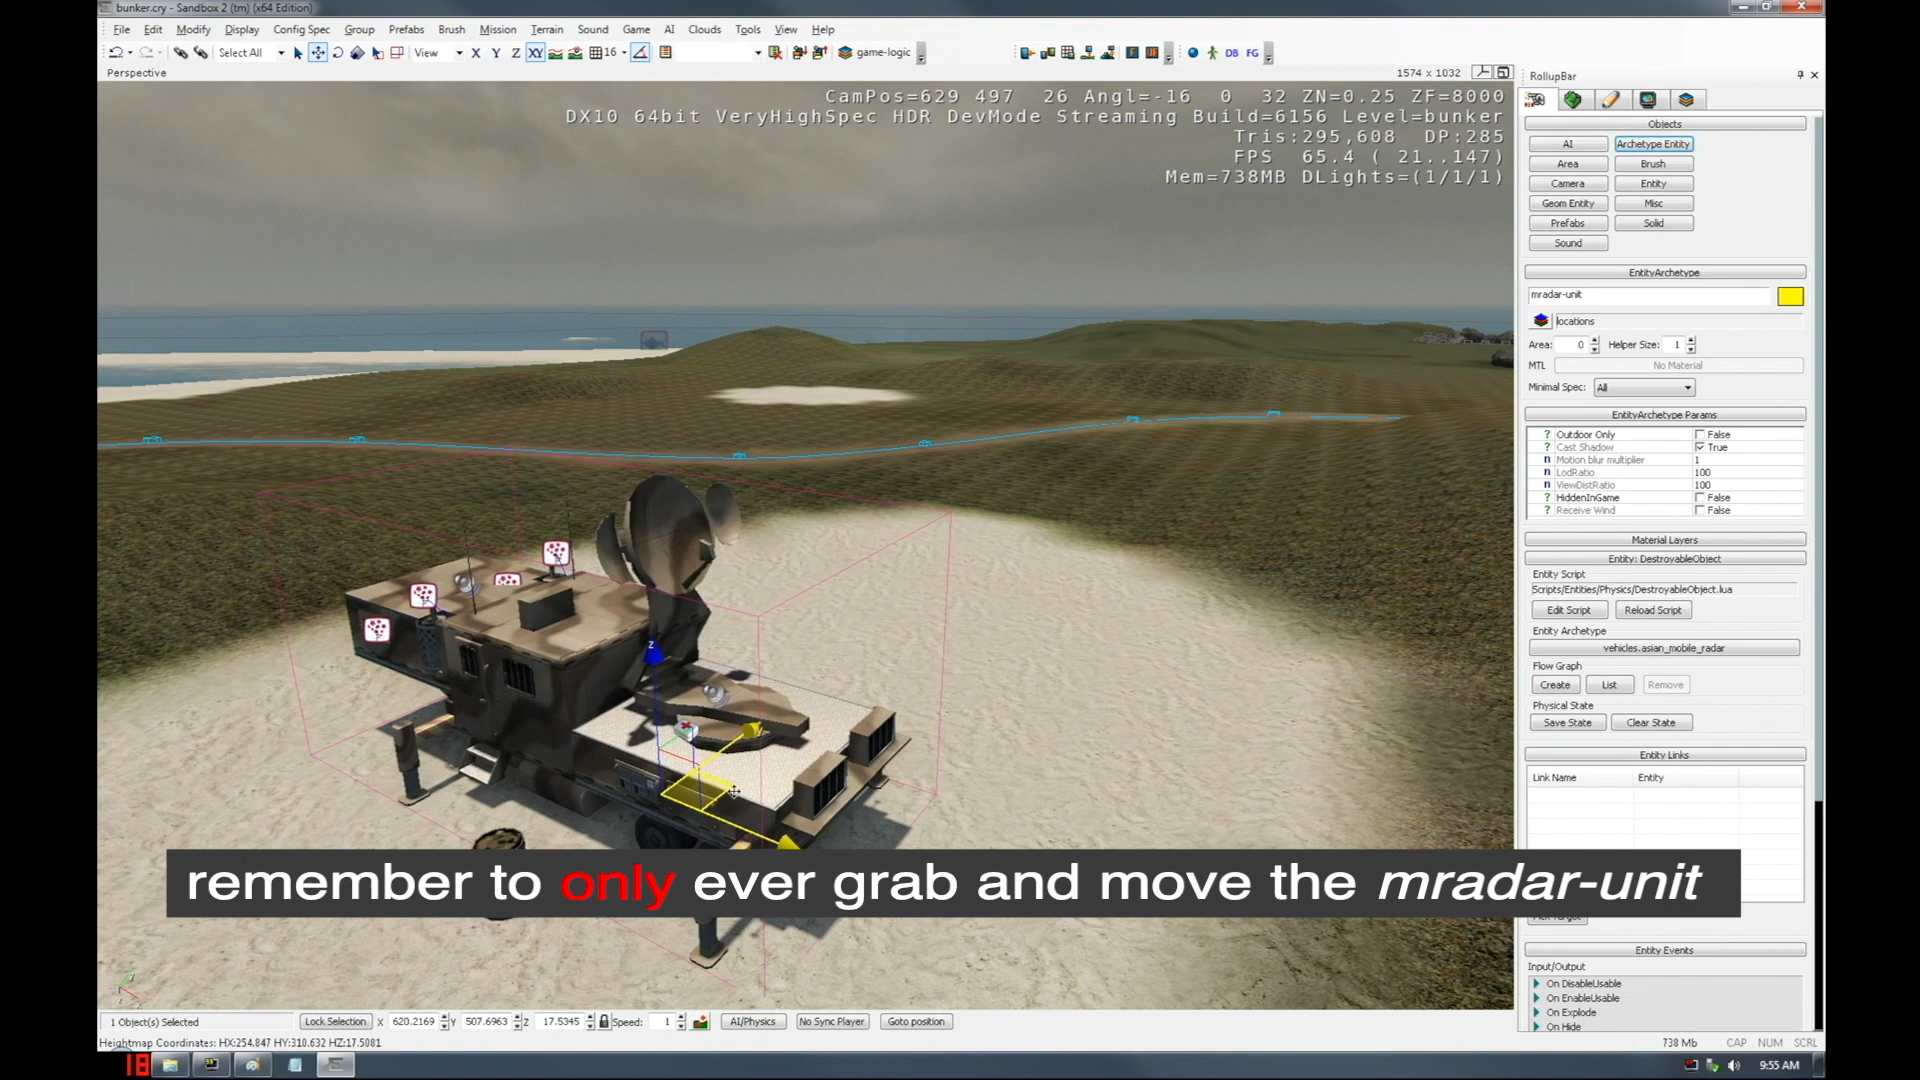 bunker.cry - Sandbox 2 (tm) (x64 Edition)
File Edit Modify Display Config Spec Group Prefabs Brush Mission Terrain Sound Game AI Clouds Tools View Help
Select All View X Y Z XY 16 game-logic DB FG
Perspective 1574 x 1032
CamPos=629 497 26 Angl=-16 0 32 ZN=0.25 ZF=8000
DX10 64bit VeryHighSpec HDR DevMode Streaming Build=6156 Level=bunker
Tris:295,608 DP:285
FPS 65.4 ( 21..147)
Mem=738MB DLights=(1/1/1)
RollupBar
Objects
AI Archetype Entity
Area Brush
Camera Entity
Geom Entity Misc
Prefabs Solid
Sound
EntityArchetype
mradar-unit
locations
Area: 0 Helper Size: 1
MTL No Material
Minimal Spec: All
EntityArchetype Params
? Outdoor Only False
? Cast Shadow True
n Motion blur multiplier 1
n LodRatio 100
n ViewDistRatio 100
? HiddenInGame False
? Receive Wind False
Material Layers
Entity: DestroyableObject
Entity Script
Scripts/Entities/Physics/DestroyableObject.lua
Edit Script Reload Script
Entity Archetype
vehicles.asian_mobile_radar
Flow Graph
Create List Remove
Physical State
Save State Clear State
Entity Links
Link Name Entity
z
remember to only ever grab and move the mradar-unit
Pick Target
Entity Events
Input/Output
On DisableUsable
On EnableUsable
On Explode
On Hide
1 Object(s) Selected Lock Selection X 620.2169 Y 507.6963 Z 17.5345 Speed: 1 AI/Physics No Sync Player Goto position
Heightmap Coordinates: HX:254.847 HY:310.632 HZ:17.5081 738 Mb CAP NUM SCRL
18 9:55 AM